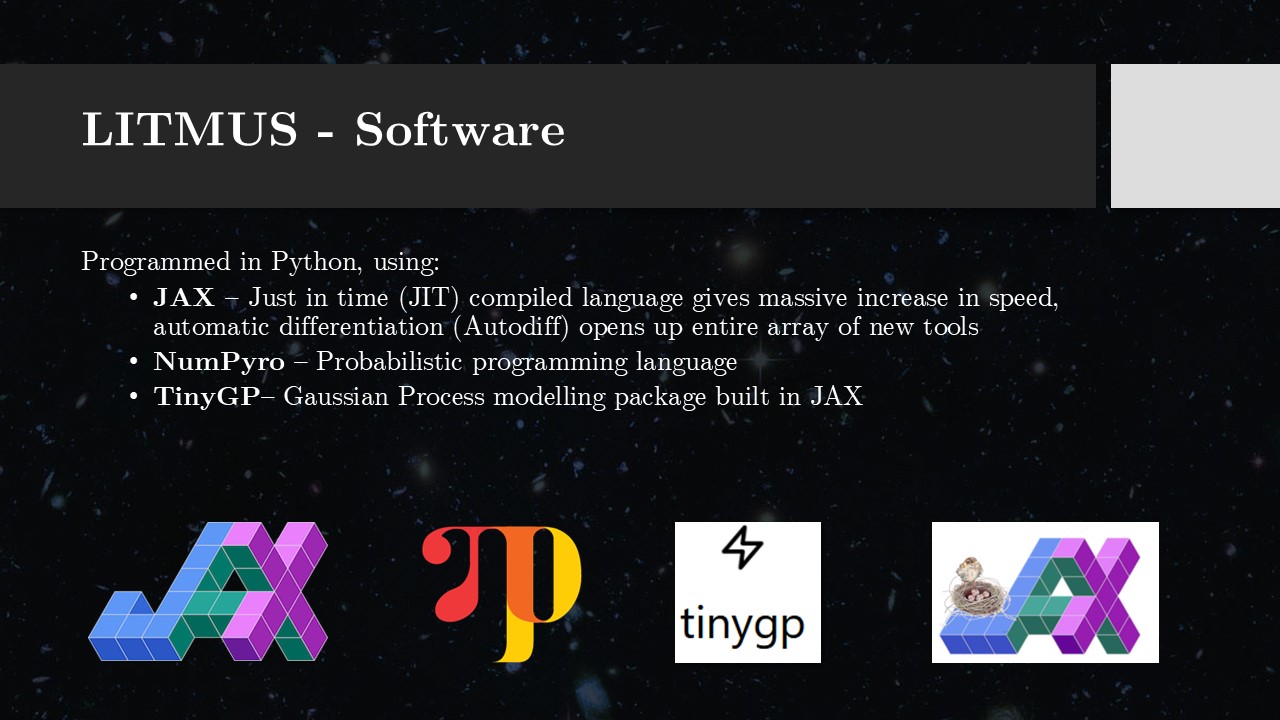 LITMUS - Software
Programmed in Python, using:
• JAX – Just in time (JIT) compiled language gives massive increase in speed,
automatic differentiation (Autodiff) opens up entire array of new tools
• NumPyro – Probabilistic programming language
• TinyGP– Gaussian Process modelling package built in JAX
JAX
tinygp
JAX